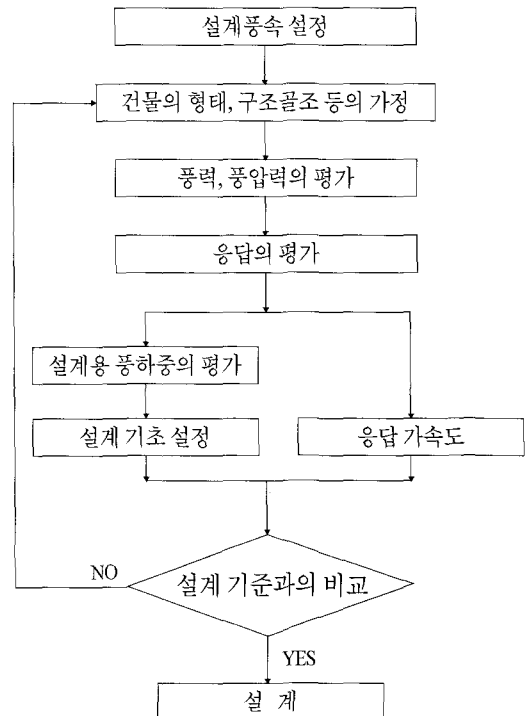 설계풍속 설정
건물의 형태, 구조골조 등의 가정
풍력, 풍압력의 평가
응답의 평가
설계용 풍하중의 평가
설계 기초 설정
응답 가속도
설계 기준과의 비교
NO
YES
설 계